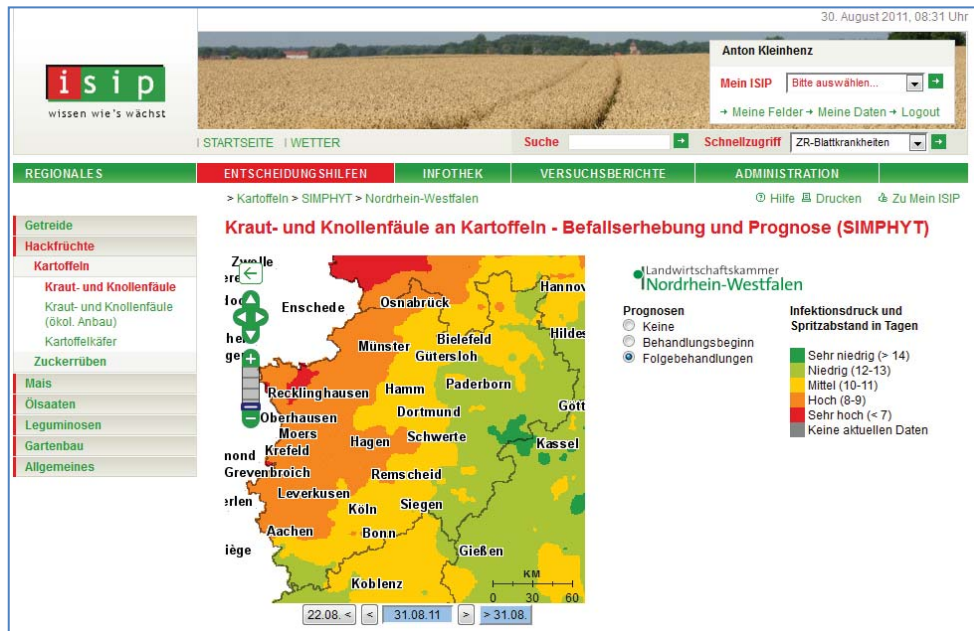 30. August 2011, 08:31 Uhr
isip
wissen wie's wächst
Anton Kleinhenz
Mein ISIP Bitte auswählen...
Meine Felder Meine Daten Logout
| STARTSEITE | WETTER
Suche
Schnellzugriff ZR-Blattkrankheiten
REGIONALES ENTSCHEIDUNGSHILFEN INFOTHEK VERSUCHSBERICHTE ADMINISTRATION
> Kartoffeln > SIMPHYT > Nordrhein-Westfalen
Hilfe Drucken Zu Mein ISIP
Getreide
Hackfrüchte
Kartoffeln
Kraut- und Knollenfäule
Kraut- und Knollenfäule
(ökol. Anbau)
Kartoffelkäfer
Zuckerrüben
Mais
Ölsaaten
Leguminosen
Gartenbau
Allgemeines
Kraut- und Knollenfäule an Kartoffeln - Befallserhebung und Prognose (SIMPHYT)
Zwolle
Hannov
Enschede
Osnabrück
Hildes
Münster
Bielefeld
Gütersloh
Recklinghausen
Hamm
Paderborn
Gött
Oberhausen
Dortmund
Moers
Krefeld
Hagen
Schwerte
Kassel
nond
Grevenbroich
Remscheid
erlen
Leverkusen
Köln
Siegen
Aachen
Bonn
iège
Gießen
Koblenz
KM
0 30 60
22.08. < < 31.08.11 > > 31.08.
Landwirtschaftskammer
Nordrhein-Westfalen
Prognosen
Keine
Behandlungsbeginn
Folgebehandlungen
Infektionsdruck und
Spritzabstand in Tagen
Sehr niedrig (> 14)
Niedrig (12-13)
Mittel (10-11)
Hoch (8-9)
Sehr hoch (< 7)
Keine aktuellen Daten